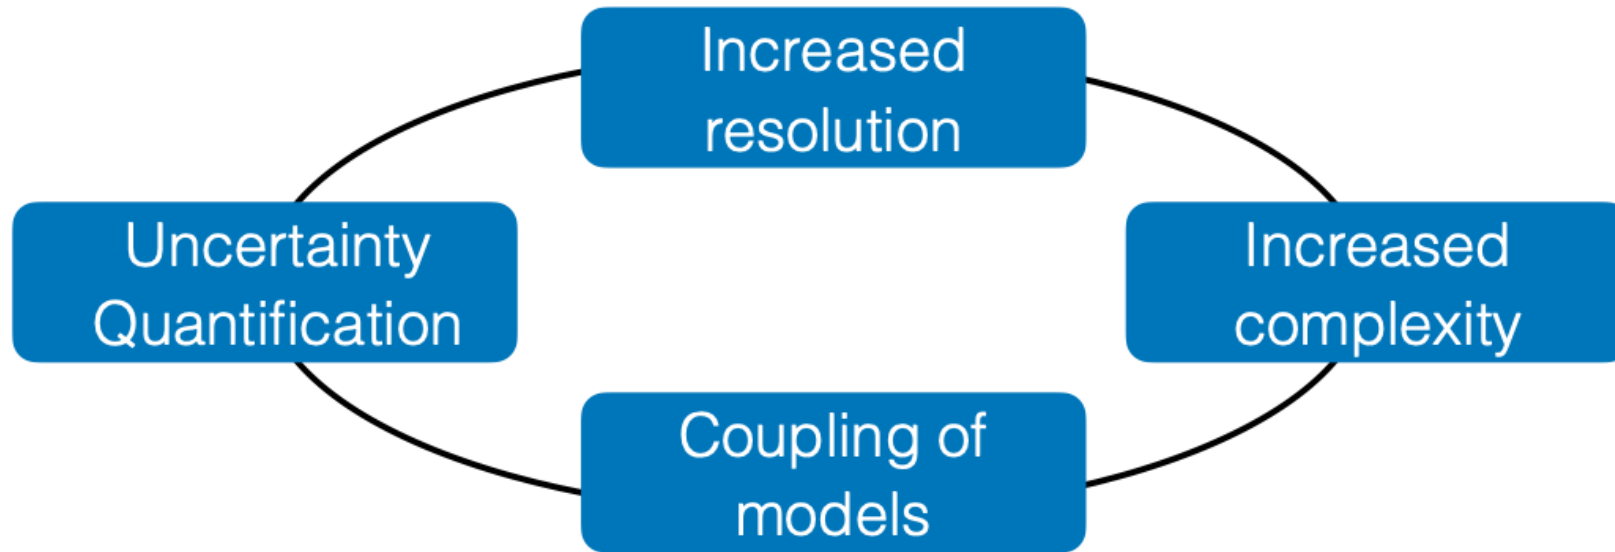 Increased
resolution
Uncertainty
Quantification
Increased
complexity
Coupling of
models